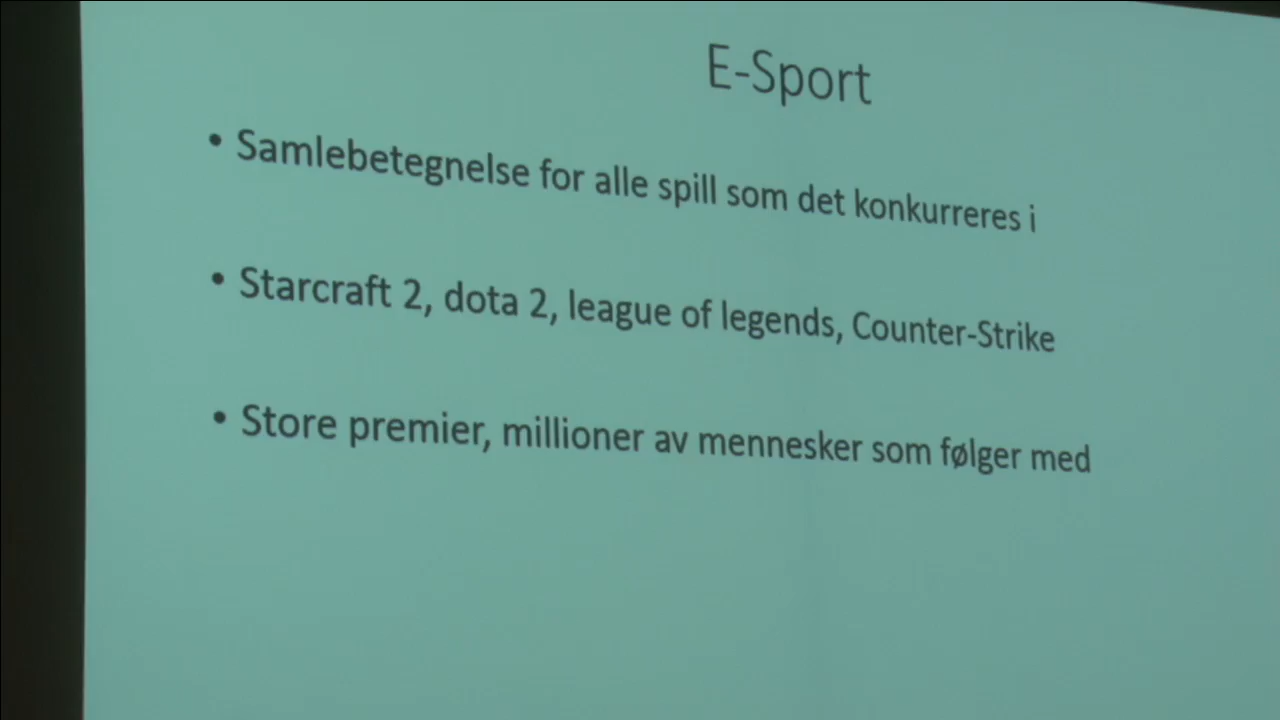 E-Sport
• Samlebetegnelse for alle spill som det konkurreres i
• Starcraft 2, dota 2, league of legends, Counter-Strike
• Store premier, millioner av mennesker som følger med